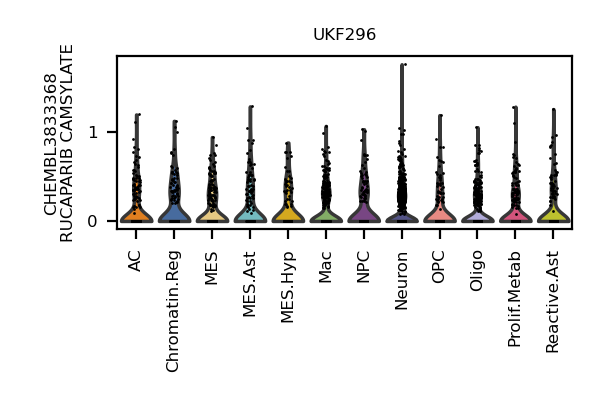 UKF296
CHEMBL3833368
RUCAPARIB CAMSYLATE
1
0
AC
Chromatin.Reg
MES
MES.Ast
MES.Hyp
Mac
NPC
Neuron
OPC
Oligo
Prolif.Metab
Reactive.Ast